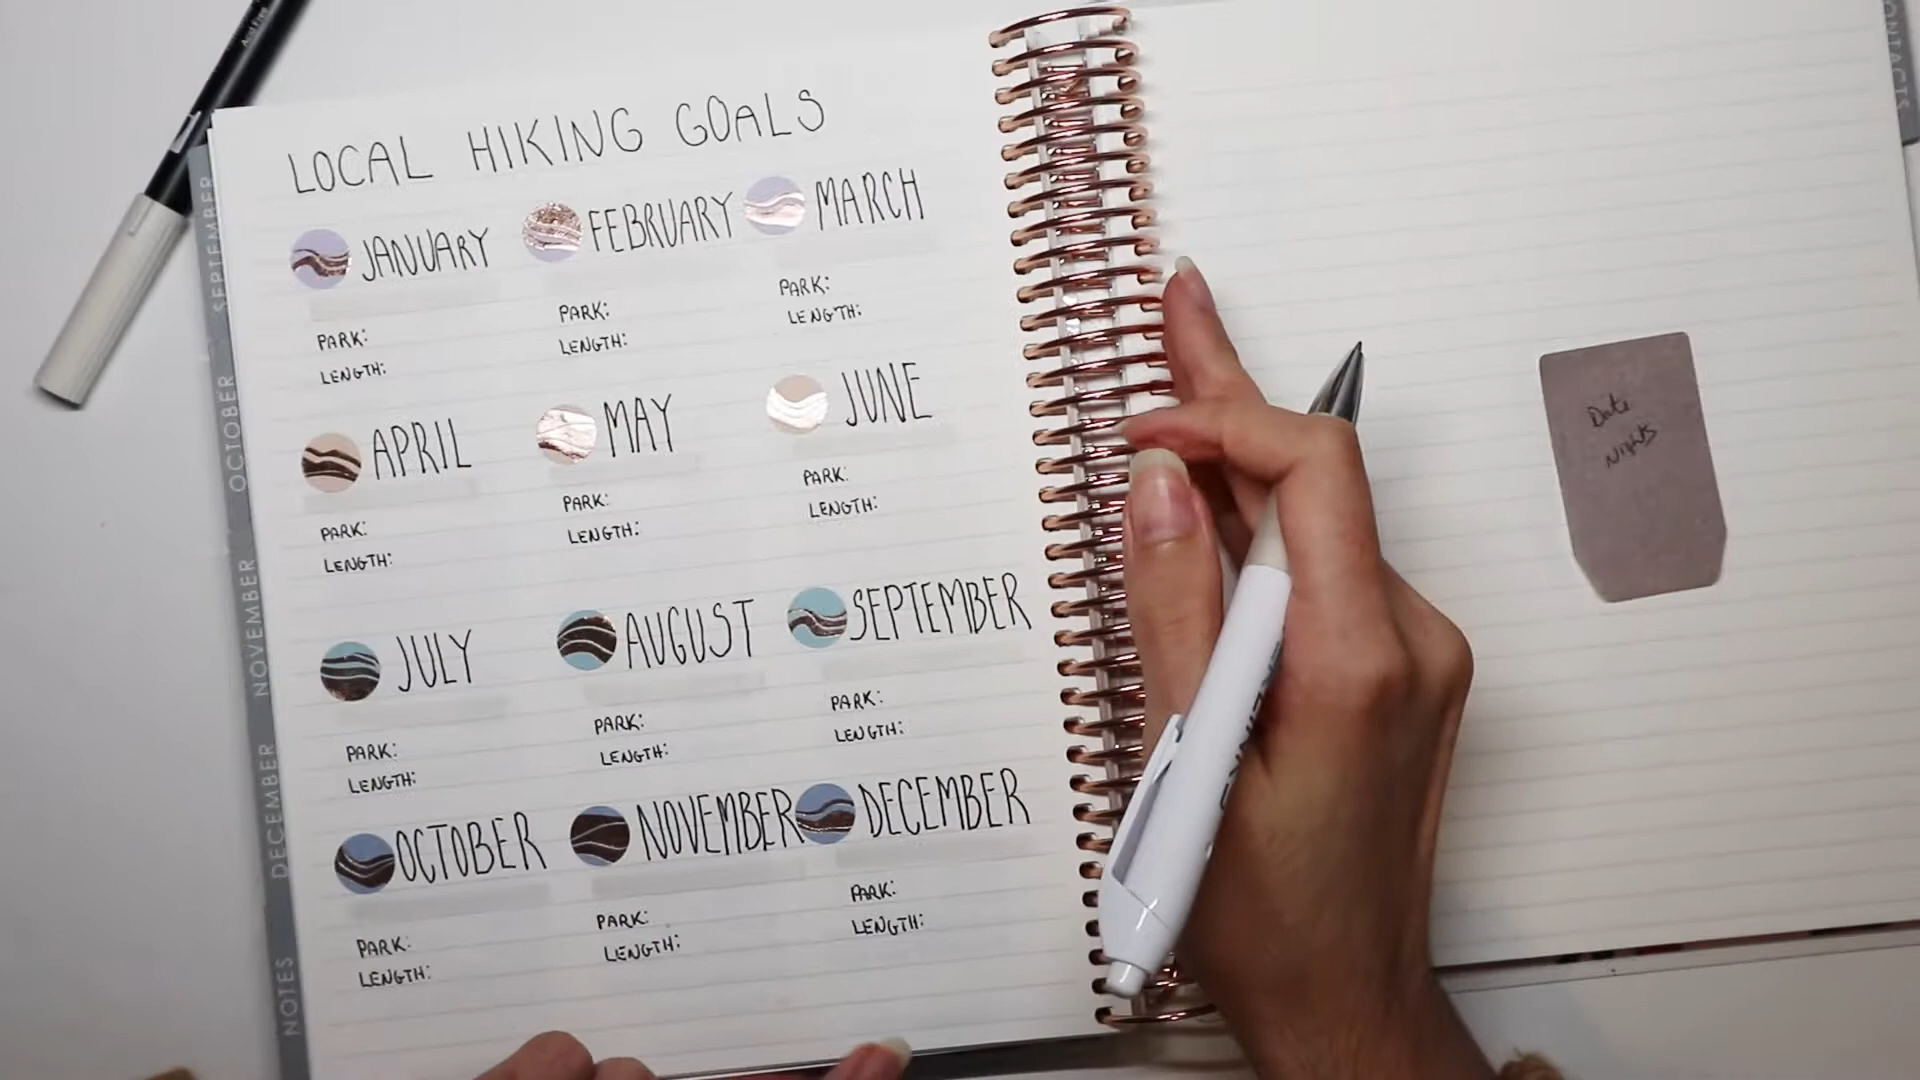 LOCAL HIKING GOALS
JANUARY
PARK:
LENGTH:
FEBRUARY
PARK:
LENGTH:
MARCH
PARK:
LENGTH:
APRIL
PARK:
LENGTH:
MAY
PARK:
LENGTH:
JUNE
PARK:
LENGTH:
JULY
PARK:
LENGTH:
AUGUST
PARK:
LENGTH:
SEPTEMBER
PARK:
LENGTH:
OCTOBER
PARK:
LENGTH:
NOVEMBER
PARK:
LENGTH:
DECEMBER
PARK:
LENGTH:
SEPTEMBER
OCTOBER
NOVEMBER
DECEMBER
NOTES
Date
Nights
Acid Free